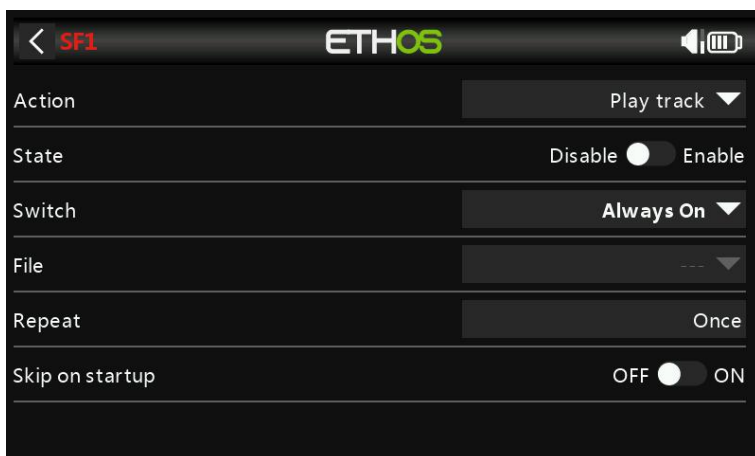 SF1 ETHOS
Action Play track
State Disable Enable
Switch Always On
File ---
Repeat Once
Skip on startup OFF ON